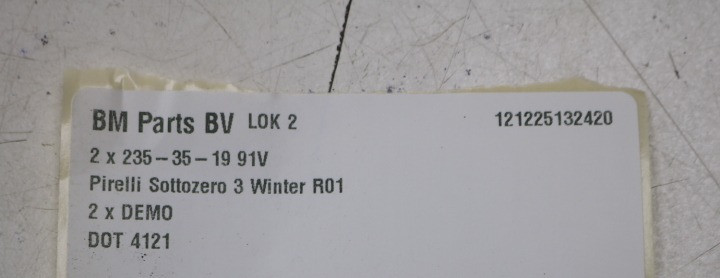 BM Parts BV LOK 2 121225132420
2 x 235-35-19 91V
Pirelli Sottozero 3 Winter R01
2 x DEMO
DOT 4121